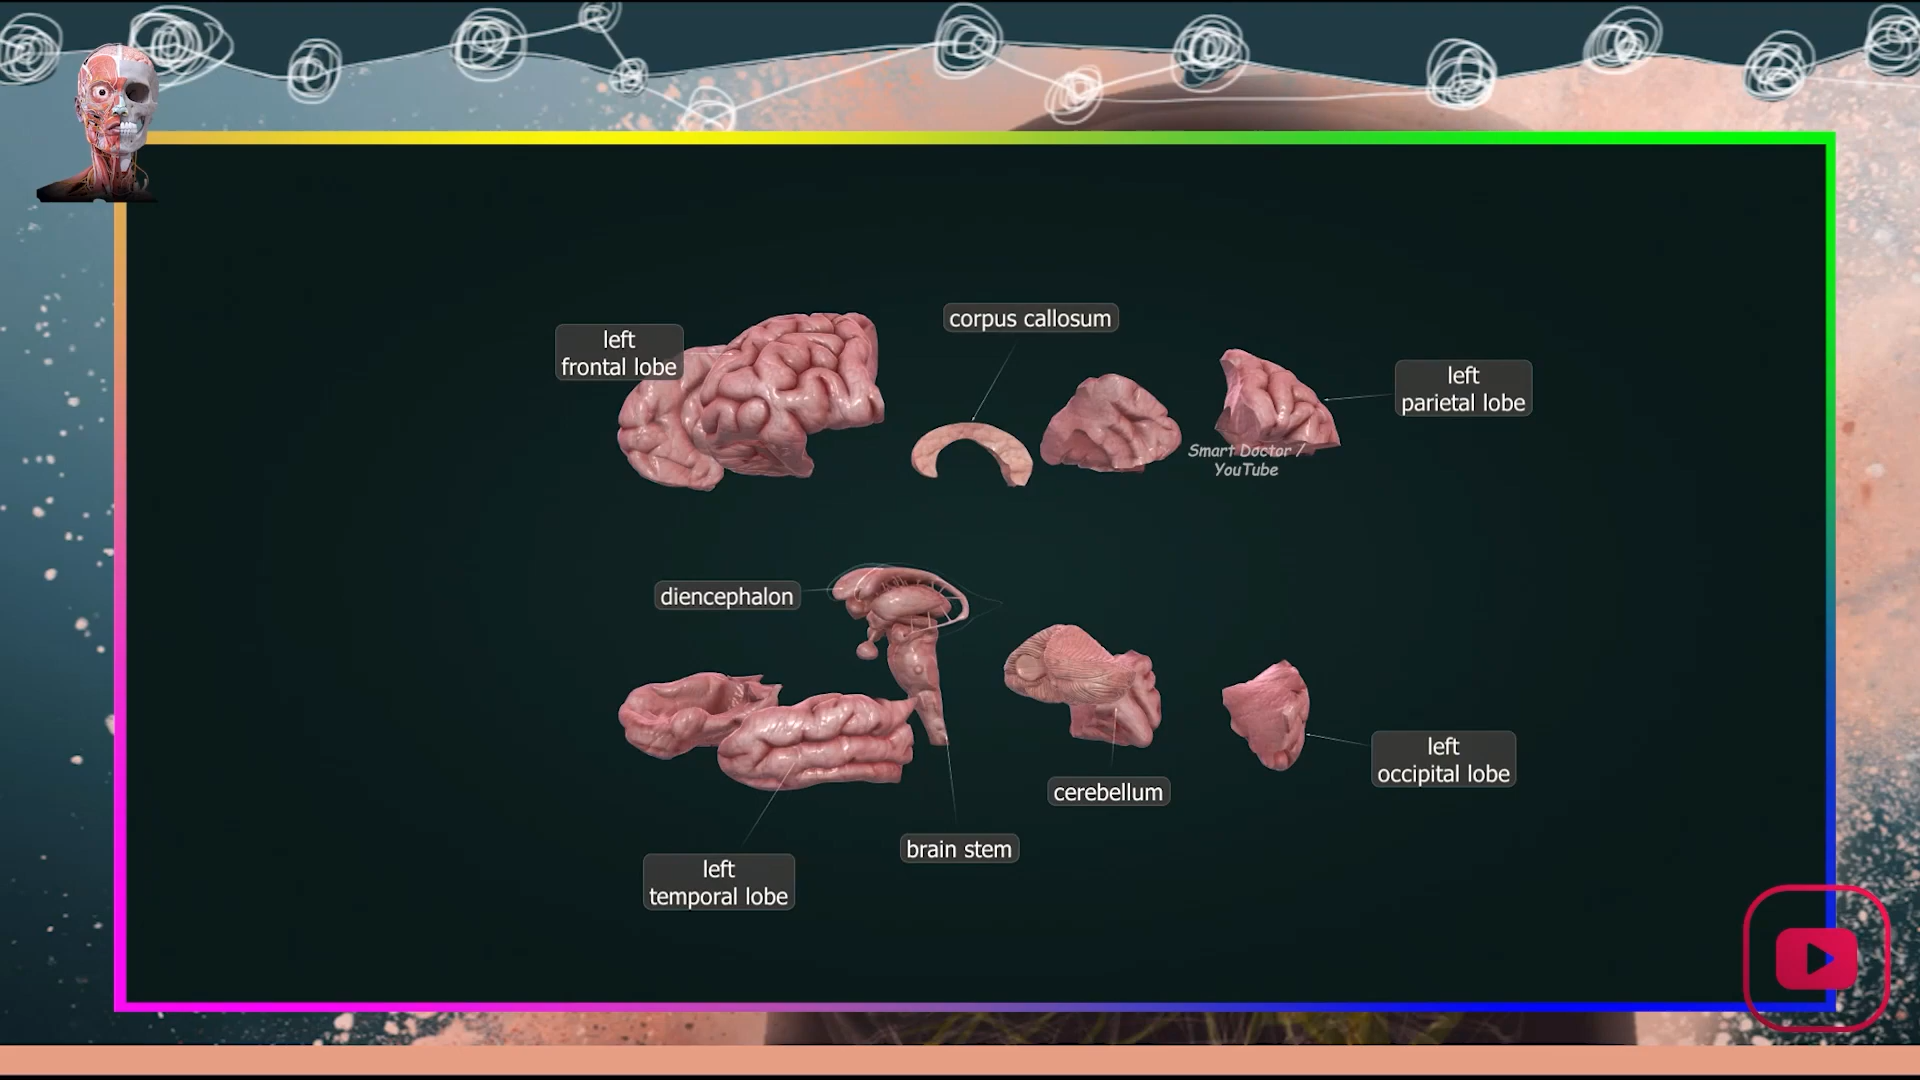 corpus callosum
left
frontal lobe
left
parietal lobe
Smart Doctor /
YouTube
diencephalon
left
occipital lobe
cerebellum
brain stem
left
temporal lobe